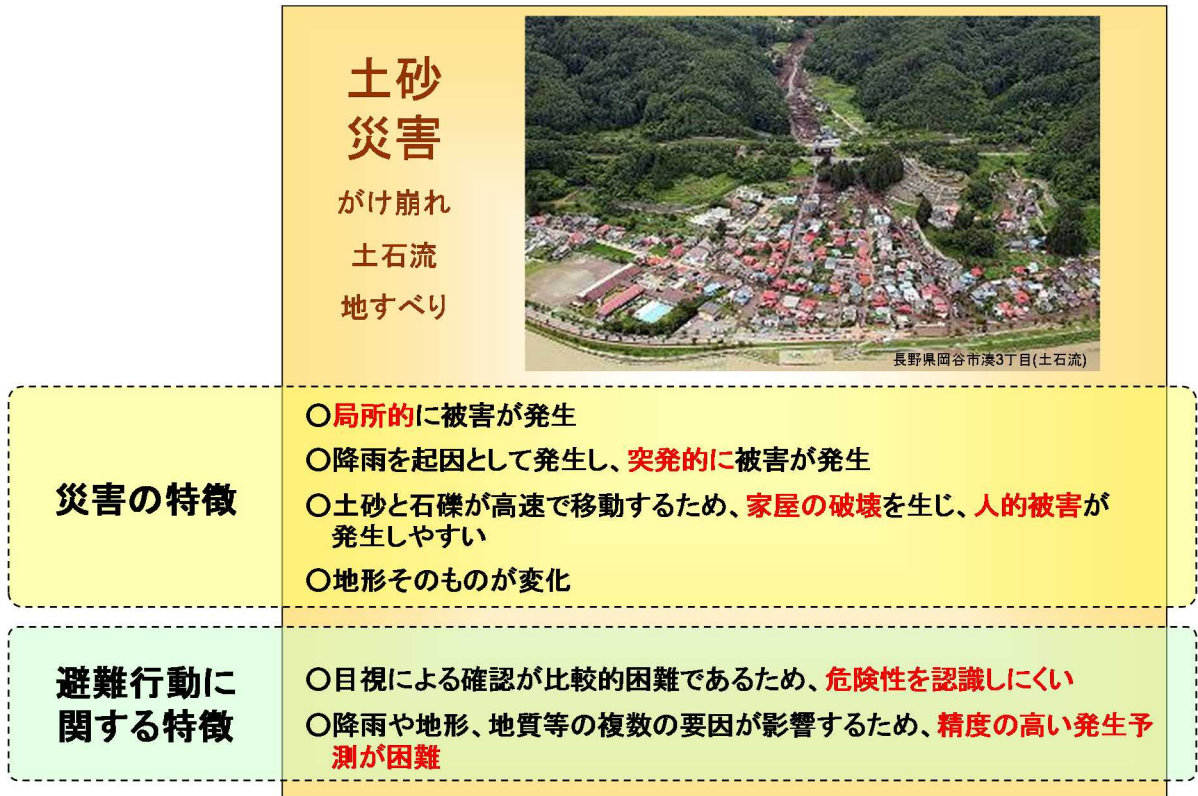 土砂
災害
がけ崩れ
土石流
地すべり
長野県岡谷市湊3丁目(土石流)
災害の特徴
○局所的に被害が発生
○降雨を起因として発生し、突発的に被害が発生
○土砂と石礫が高速で移動するため、家屋の破壊を生じ、人的被害が
発生しやすい
○地形そのものが変化
避難行動に
関する特徴
○目視による確認が比較的困難であるため、危険性を認識しにくい
○降雨や地形、地質等の複数の要因が影響するため、精度の高い発生予
測が困難